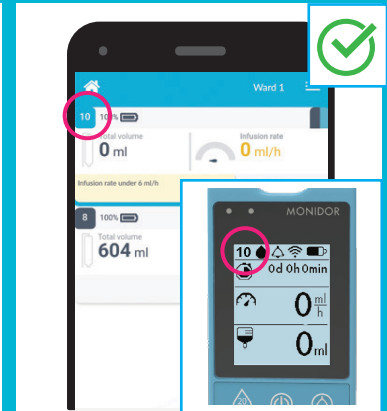 Ward 1
10 100%
Total volume
0 ml
Infusion rate
0 ml/h
Infusion rate under 6 ml/h
8 100%
Total volume
604 ml
MONIDOR
10
0d 0h 0min
0 ml/h
0 ml
20